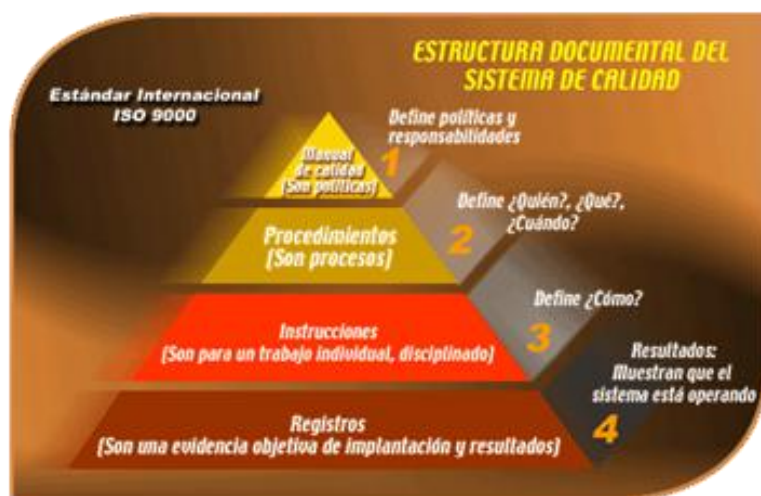 ESTRUCTURA DOCUMENTAL DEL
SISTEMA DE CALIDAD
Estándar Internacional
ISO 9000
Manual
de calidad
(Son políticas)
1
Define políticas y
responsabilidades
Procedimientos
(Son procesos)
2
Define ¿Quién?, ¿Qué?,
¿Cuándo?
Instrucciones
(Son para un trabajo individual, disciplinado)
3
Define ¿Cómo?
Registros
(Son una evidencia objetiva de implantación y resultados)
4
Resultados:
Muestran que el
sistema está operando